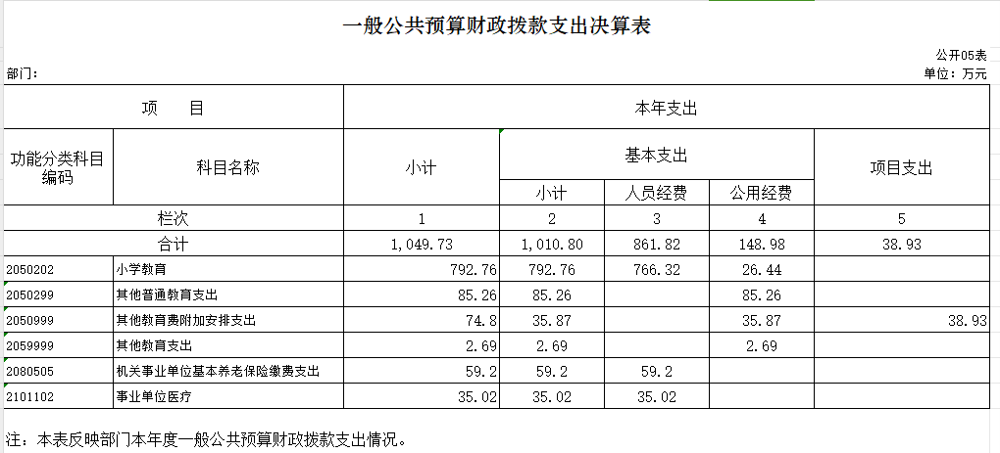 一般公共预算财政拨款支出决算表
公开05表
部门： 单位：万元
项 目 本年支出
功能分类科目编码 科目名称 小计 基本支出 项目支出
小计 人员经费 公用经费
栏次 1 2 3 4 5
合计 1,049.73 1,010.80 861.82 148.98 38.93
2050202 小学教育 792.76 792.76 766.32 26.44
2050299 其他普通教育支出 85.26 85.26 85.26
2050999 其他教育费附加安排支出 74.8 35.87 35.87 38.93
2059999 其他教育支出 2.69 2.69 2.69
2080505 机关事业单位基本养老保险缴费支出 59.2 59.2 59.2
2101102 事业单位医疗 35.02 35.02 35.02
注：本表反映部门本年度一般公共预算财政拨款支出情况。